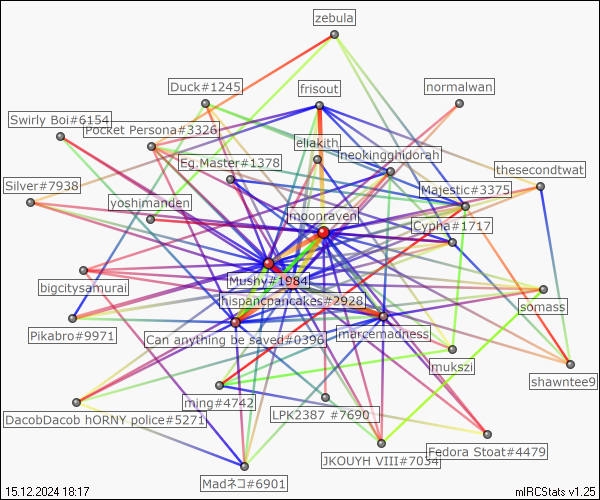 zebula
Duck#1245
frisout
normalwan
Swirly Boi#6154
Pocket Persona#3326
eliakith
neokingghidorah
Eg.Master#1378
thesecondtwat
Silver#7938
Majestic#3375
yoshimanden
moonraven
Cypha#1717
Mushy#1984
bigcitysamurai
hispancpancakes#2928
somass
Pikabro#9971
Can anything be saved#0396
marcemadness
mukszi
shawntee9
ming#4742
DacobDacob hORNY police#5271
LPK2387 #7690
Fedora Stoat#4479
JKOUYH VIII#7034
Madネコ#6901
15.12.2024 18:17
mIRCStats v1.25